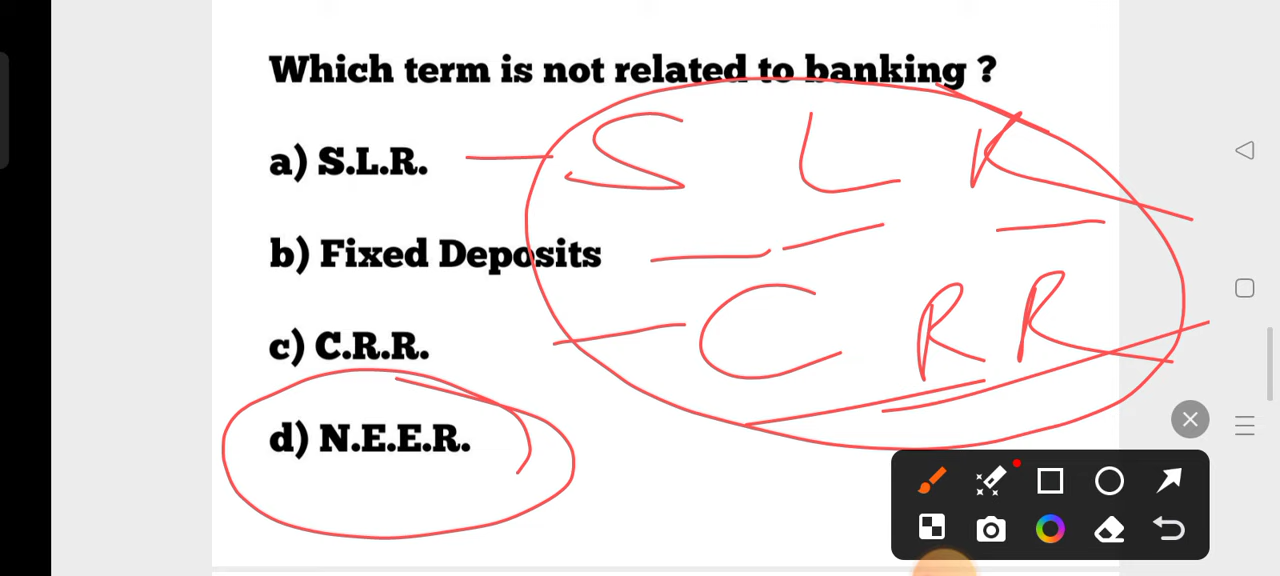 Which term is not related to banking ?
a) S.L.R. S L R
b) Fixed Deposits
c) C.R.R. C R R
d) N.E.E.R.